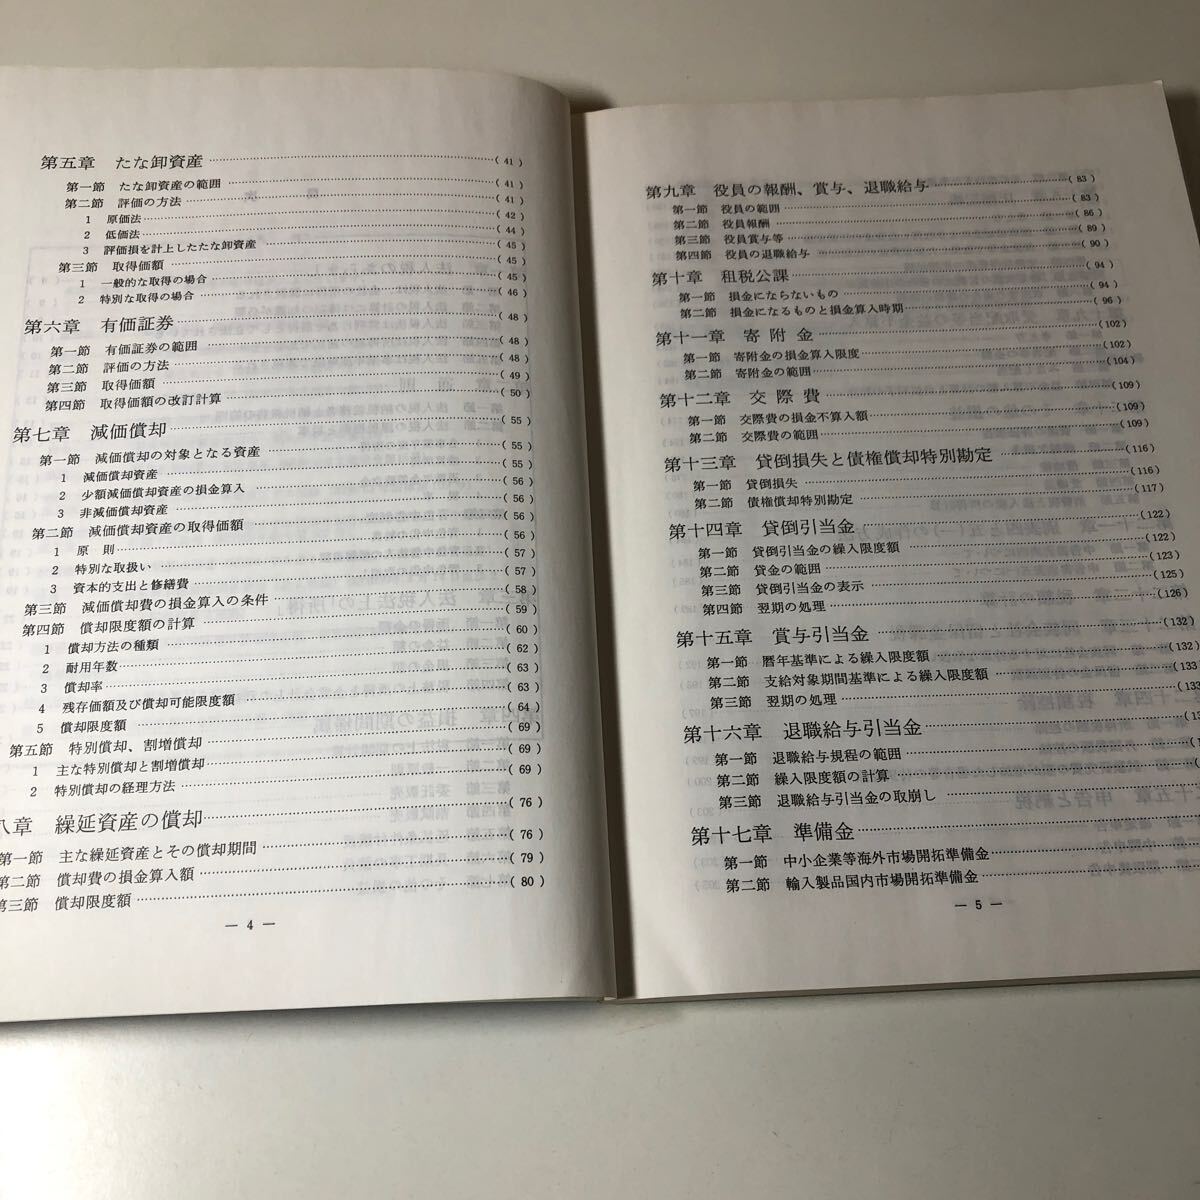 第五章　たな卸資産……(41)
第一節　たな卸資産の範囲……(41)
第二節　評価の方法……(41)
1　原価法……(42)
2　低価法……(44)
3　評価損を計上したたな卸資産……(45)
第三節　取得価額……(45)
1　一般的な取得の場合……(45)
2　特別な取得の場合……(46)
第六章　有価証券……(48)
第一節　有価証券の範囲……(48)
第二節　評価の方法……(48)
第三節　取得価額……(49)
第四節　取得価額の改訂計算……(50)
第七章　減価償却……(55)
第一節　減価償却の対象となる資産……(55)
1　減価償却資産……(55)
2　少額減価償却資産の損金算入……(56)
3　非減価償却資産……(56)
第二節　減価償却資産の取得価額……(56)
1　原　則……(56)
2　特別な取扱い……(57)
3　資本的支出と修繕費……(57)
第三節　減価償却費の損金算入の条件……(58)
第四節　償却限度額の計算……(59)
1　償却方法の種類……(60)
2　耐用年数……(62)
3　償却率……(63)
4　残存価額及び償却可能限度額……(63)
5　償却限度額……(64)
第五節　特別償却、割増償却……(69)
1　主な特別償却と割増償却……(69)
2　特別償却の経理方法……(69)
八章　繰延資産の償却……(76)
第一節　主な繰延資産とその償却期間……(76)
第二節　償却費の損金算入額……(79)
第三節　償却限度額……(80)
― 4 ―
第九章　役員の報酬、賞与、退職給与……(83)
第一節　役員の範囲……(83)
第二節　役員報酬……(86)
第三節　役員賞与等……(89)
第四節　役員の退職給与……(90)
第十章　租税公課……(94)
第一節　損金にならないもの……(94)
第二節　損金になるものと損金算入時期……(96)
第十一章　寄附金……(102)
第一節　寄附金の損金算入限度……(102)
第二節　寄附金の範囲……(104)
第十二章　交際費……(109)
第一節　交際費の損金不算入額……(109)
第二節　交際費の範囲……(109)
第十三章　貸倒損失と債権償却特別勘定……(116)
第一節　貸倒損失……(116)
第二節　債権償却特別勘定……(117)
第十四章　貸倒引当金……(122)
第一節　貸倒引当金の繰入限度額……(122)
第二節　貸金の範囲……(123)
第三節　貸倒引当金の表示……(125)
第四節　翌期の処理……(126)
第十五章　賞与引当金……(132)
第一節　暦年基準による繰入限度額……(132)
第二節　支給対象期間基準による繰入限度額……(133
第三節　翌期の処理……(133
第十六章　退職給与引当金……(13
第一節　退職給与規程の範囲……
第二節　繰入限度額の計算……
第三節　退職給与引当金の取崩し……
第十七章　準備金……
第一節　中小企業等海外市場開拓準備金……
第二節　輸入製品国内市場開拓準備金……
― 5 ―